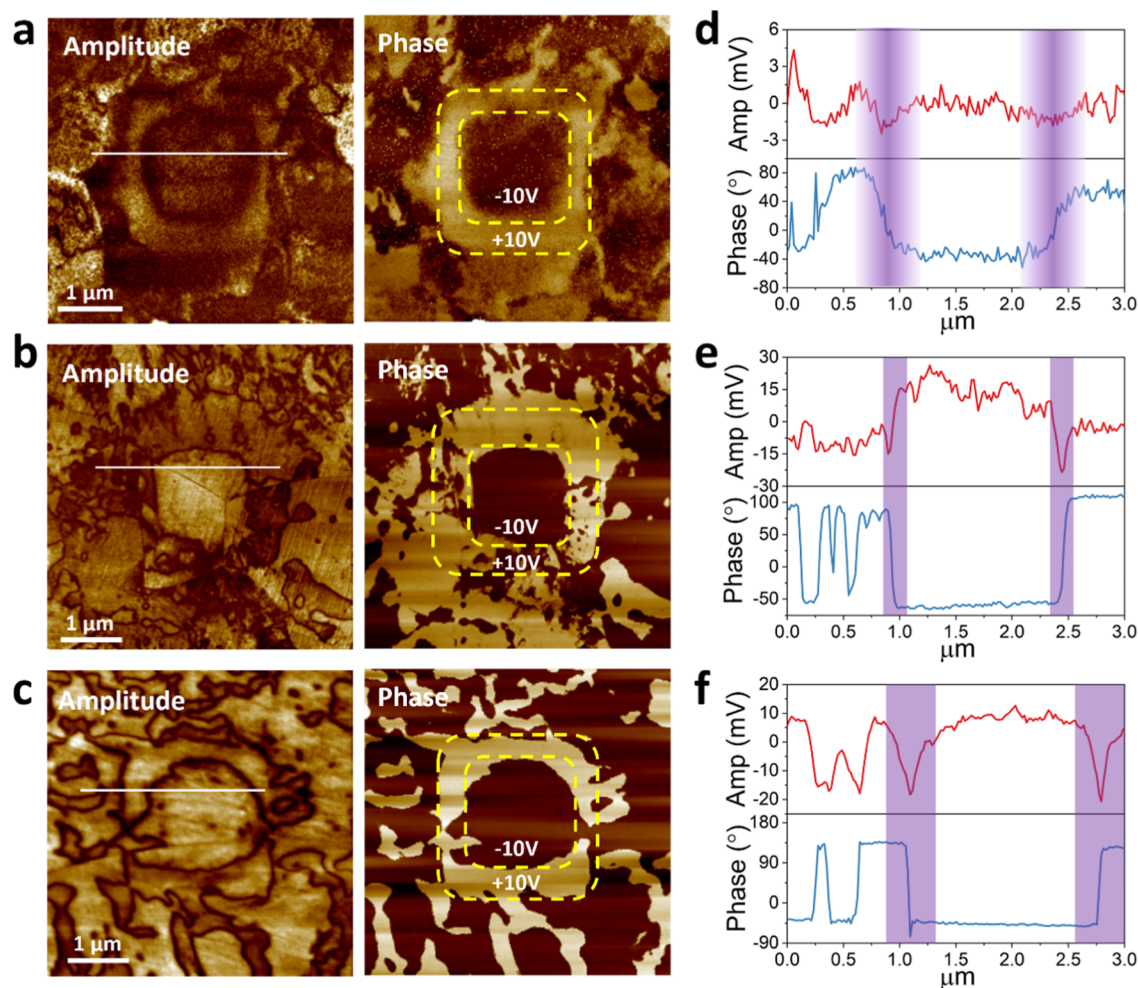 a
Amplitude
1 μm
Phase
-10V
+10V
d
6
3
0
-3
Amp (mV)
80
40
0
-40
-80
Phase (°)
0.0 0.5 1.0 1.5 2.0 2.5 3.0
μm
b
Amplitude
1 μm
Phase
-10V
+10V
e
30
15
0
-15
-30
Amp (mV)
100
50
0
-50
Phase (°)
0.0 0.5 1.0 1.5 2.0 2.5 3.0
μm
c
Amplitude
1 μm
Phase
-10V
+10V
f
20
10
0
-10
-20
Amp (mV)
180
90
0
-90
Phase (°)
0.0 0.5 1.0 1.5 2.0 2.5 3.0
μm